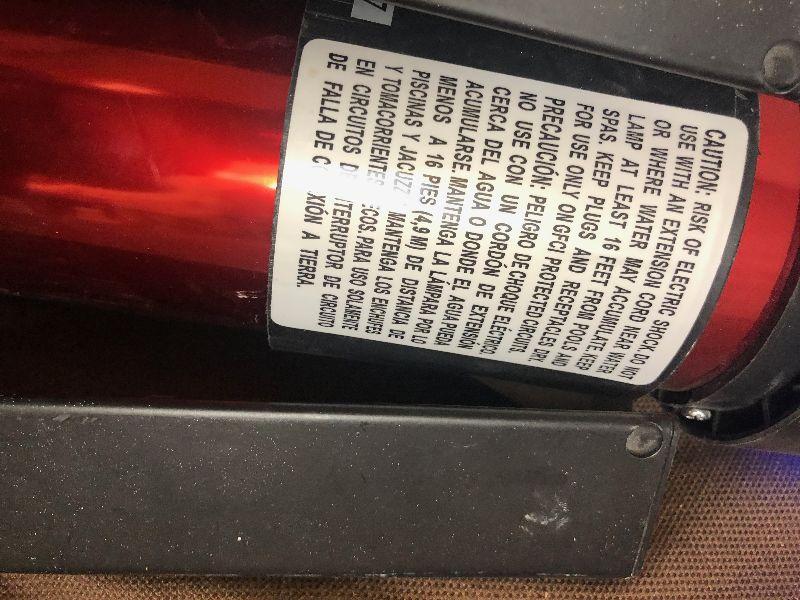 7
CAUTION: RISK OF ELECTRIC SHOCK. DO NOT
USE WITH AN EXTENSION CORD NEAR WATER
OR WHERE WATER MAY ACCUMULATE. KEEP
LAMP AT LEAST 16 FEET FROM POOLS AND
SPAS. KEEP PLUGS AND RECEPTACLES DRY.
FOR USE ONLY ON GFCI PROTECTED CIRCUITS.
PRECAUCIÓN: PELIGRO DE CHOQUE ELÉCTRICO.
NO USE CON UN CORDÓN DE EXTENSIÓN
CERCA DEL AGUA O DONDE EL AGUA PUEDA
ACUMULARSE. MANTENGA LA LÁMPARA POR LO
MENOS A 16 PIES (4,9 M) DE DISTANCIA DE
PISCINAS Y JACUZZ MANTENGA LOS ENCHUFES
Y TOMACORRIENTES ECOS. PARA USO SOLAMENTE
EN CIRCUITOS DE INTERRUPTOR DE CIRCUITO
DE FALLA DE A TIERRA.